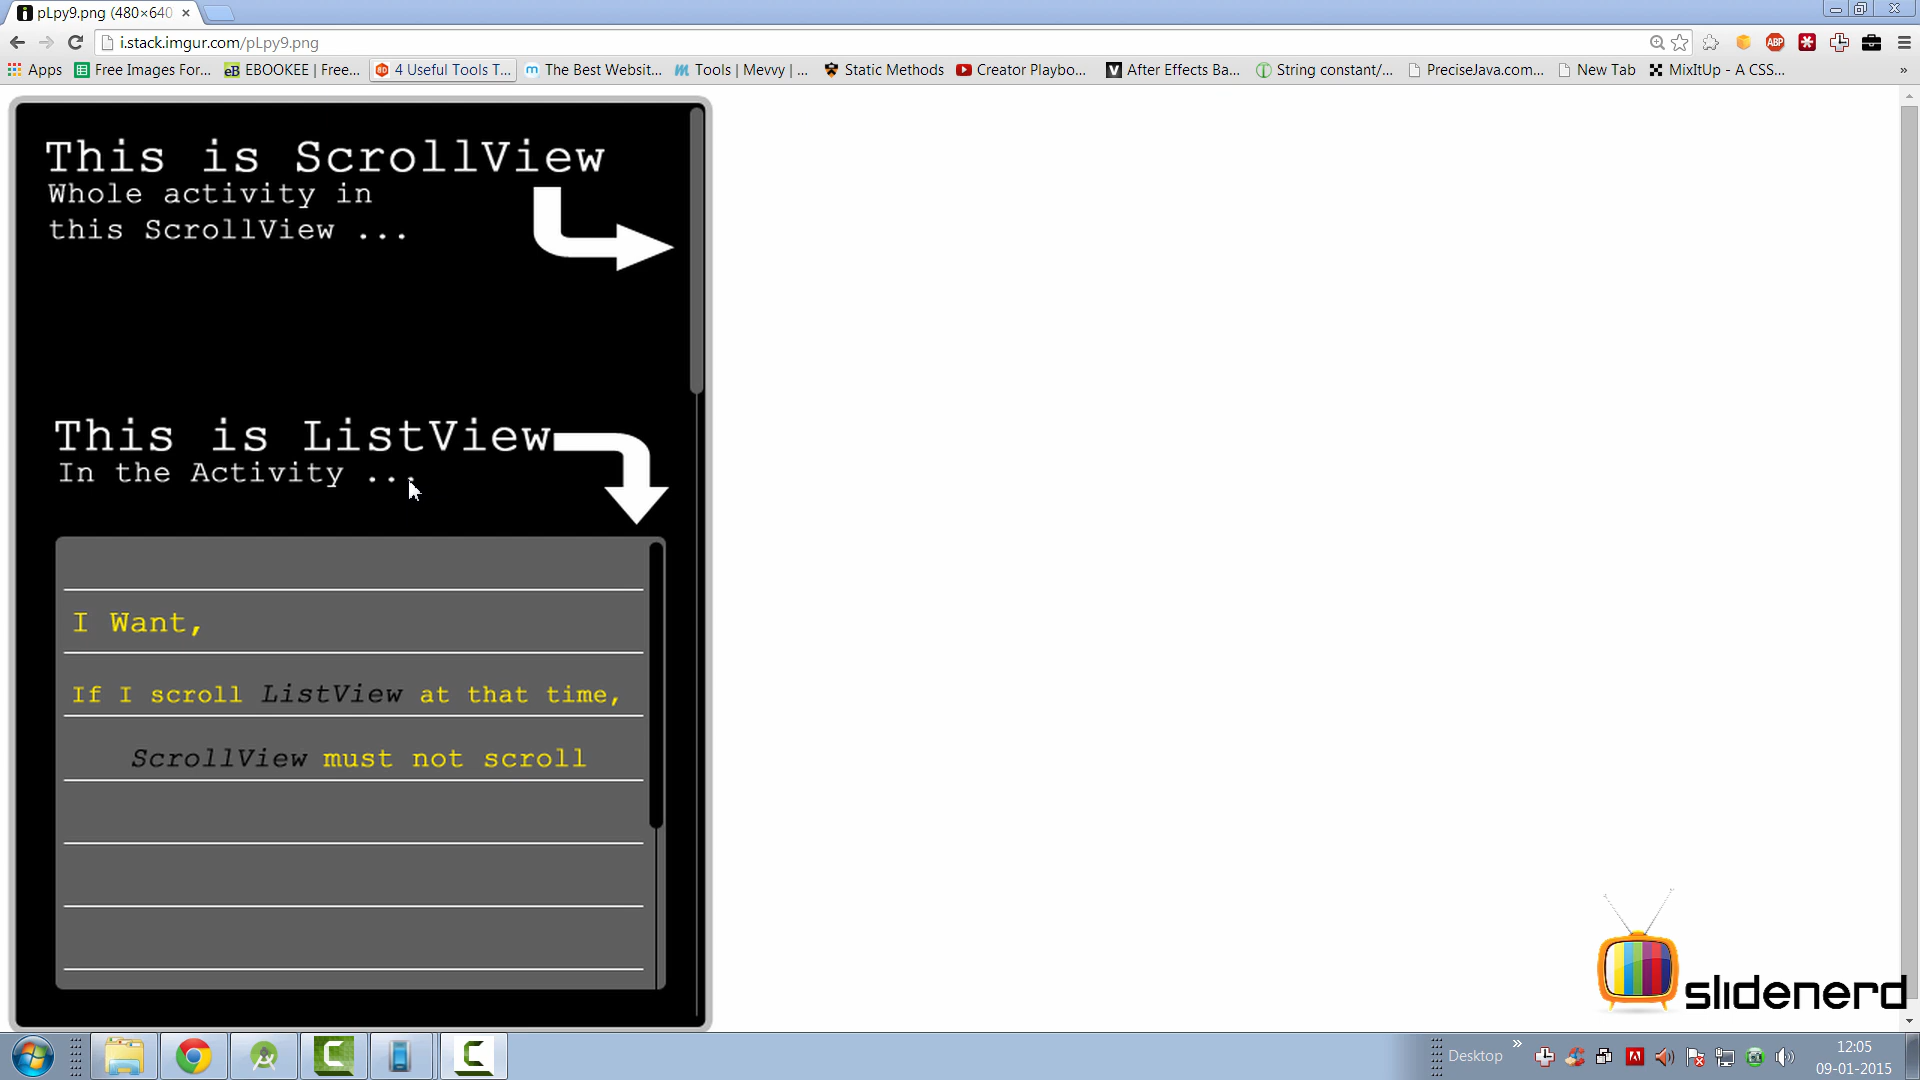 pLpy9.png (480×640
i.stack.imgur.com/pLpy9.png
Apps
Free Images For...
EBOOKEE | Free...
4 Useful Tools T...
The Best Websit...
Tools | Mevvy | ...
Static Methods
Creator Playbo...
After Effects Ba...
String constant/...
PreciseJava.com...
New Tab
MixItUp - A CSS...
»
This is ScrollView
Whole activity in
this ScrollView ...
This is ListView
In the Activity ...
I Want,
If I scroll ListView at that time,
ScrollView must not scroll
slidenerd
Desktop
»
12:05
09-01-2015